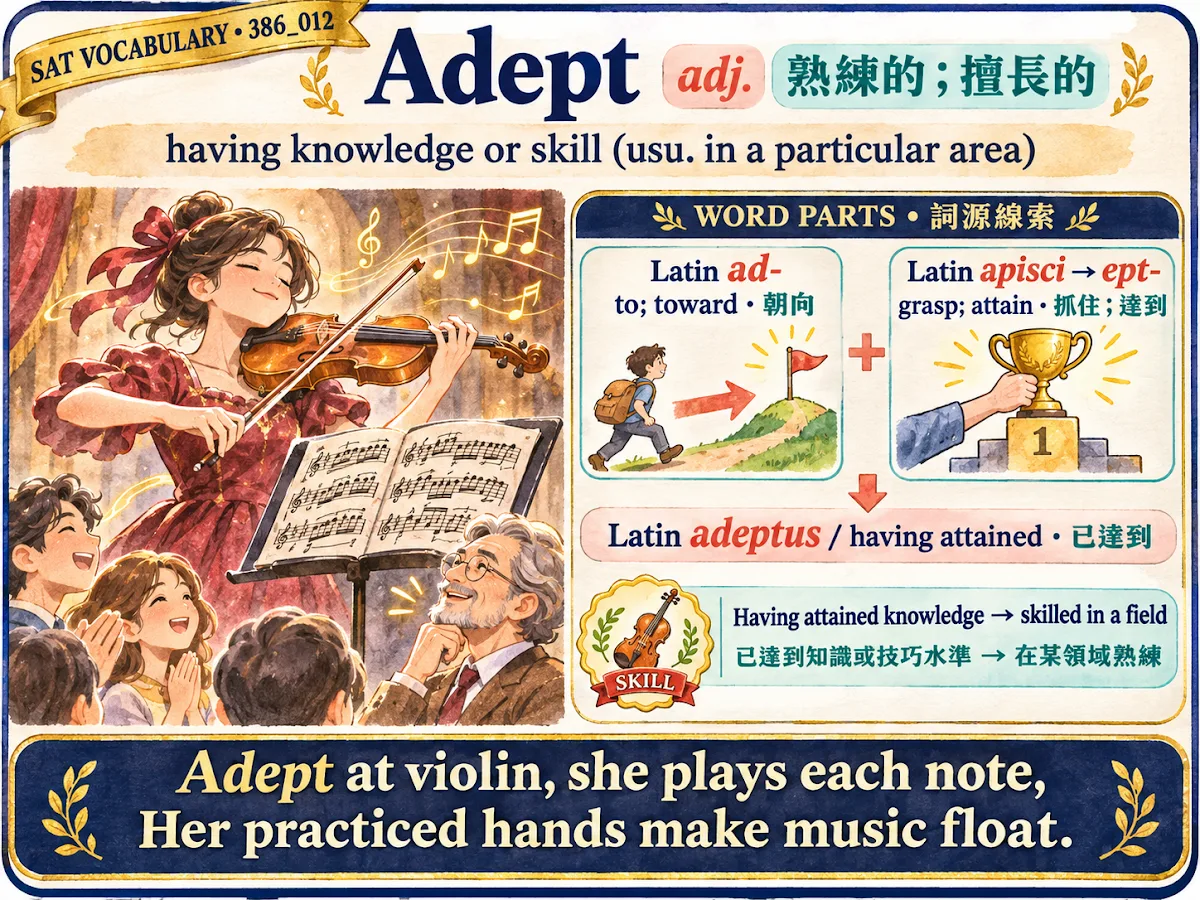 SAT VOCABULARY • 386_012
Adept adj. 熟練的；擅長的
having knowledge or skill (usu. in a particular area)
WORD PARTS • 詞源線索
Latin ad-
to; toward • 朝向
+
Latin apisci → ept-
grasp; attain • 抓住；達到
1
Latin adeptus / having attained • 已達到
SKILL
Having attained knowledge → skilled in a field
已達到知識或技巧水準 → 在某領域熟練
Adept at violin, she plays each note,
Her practiced hands make music float.